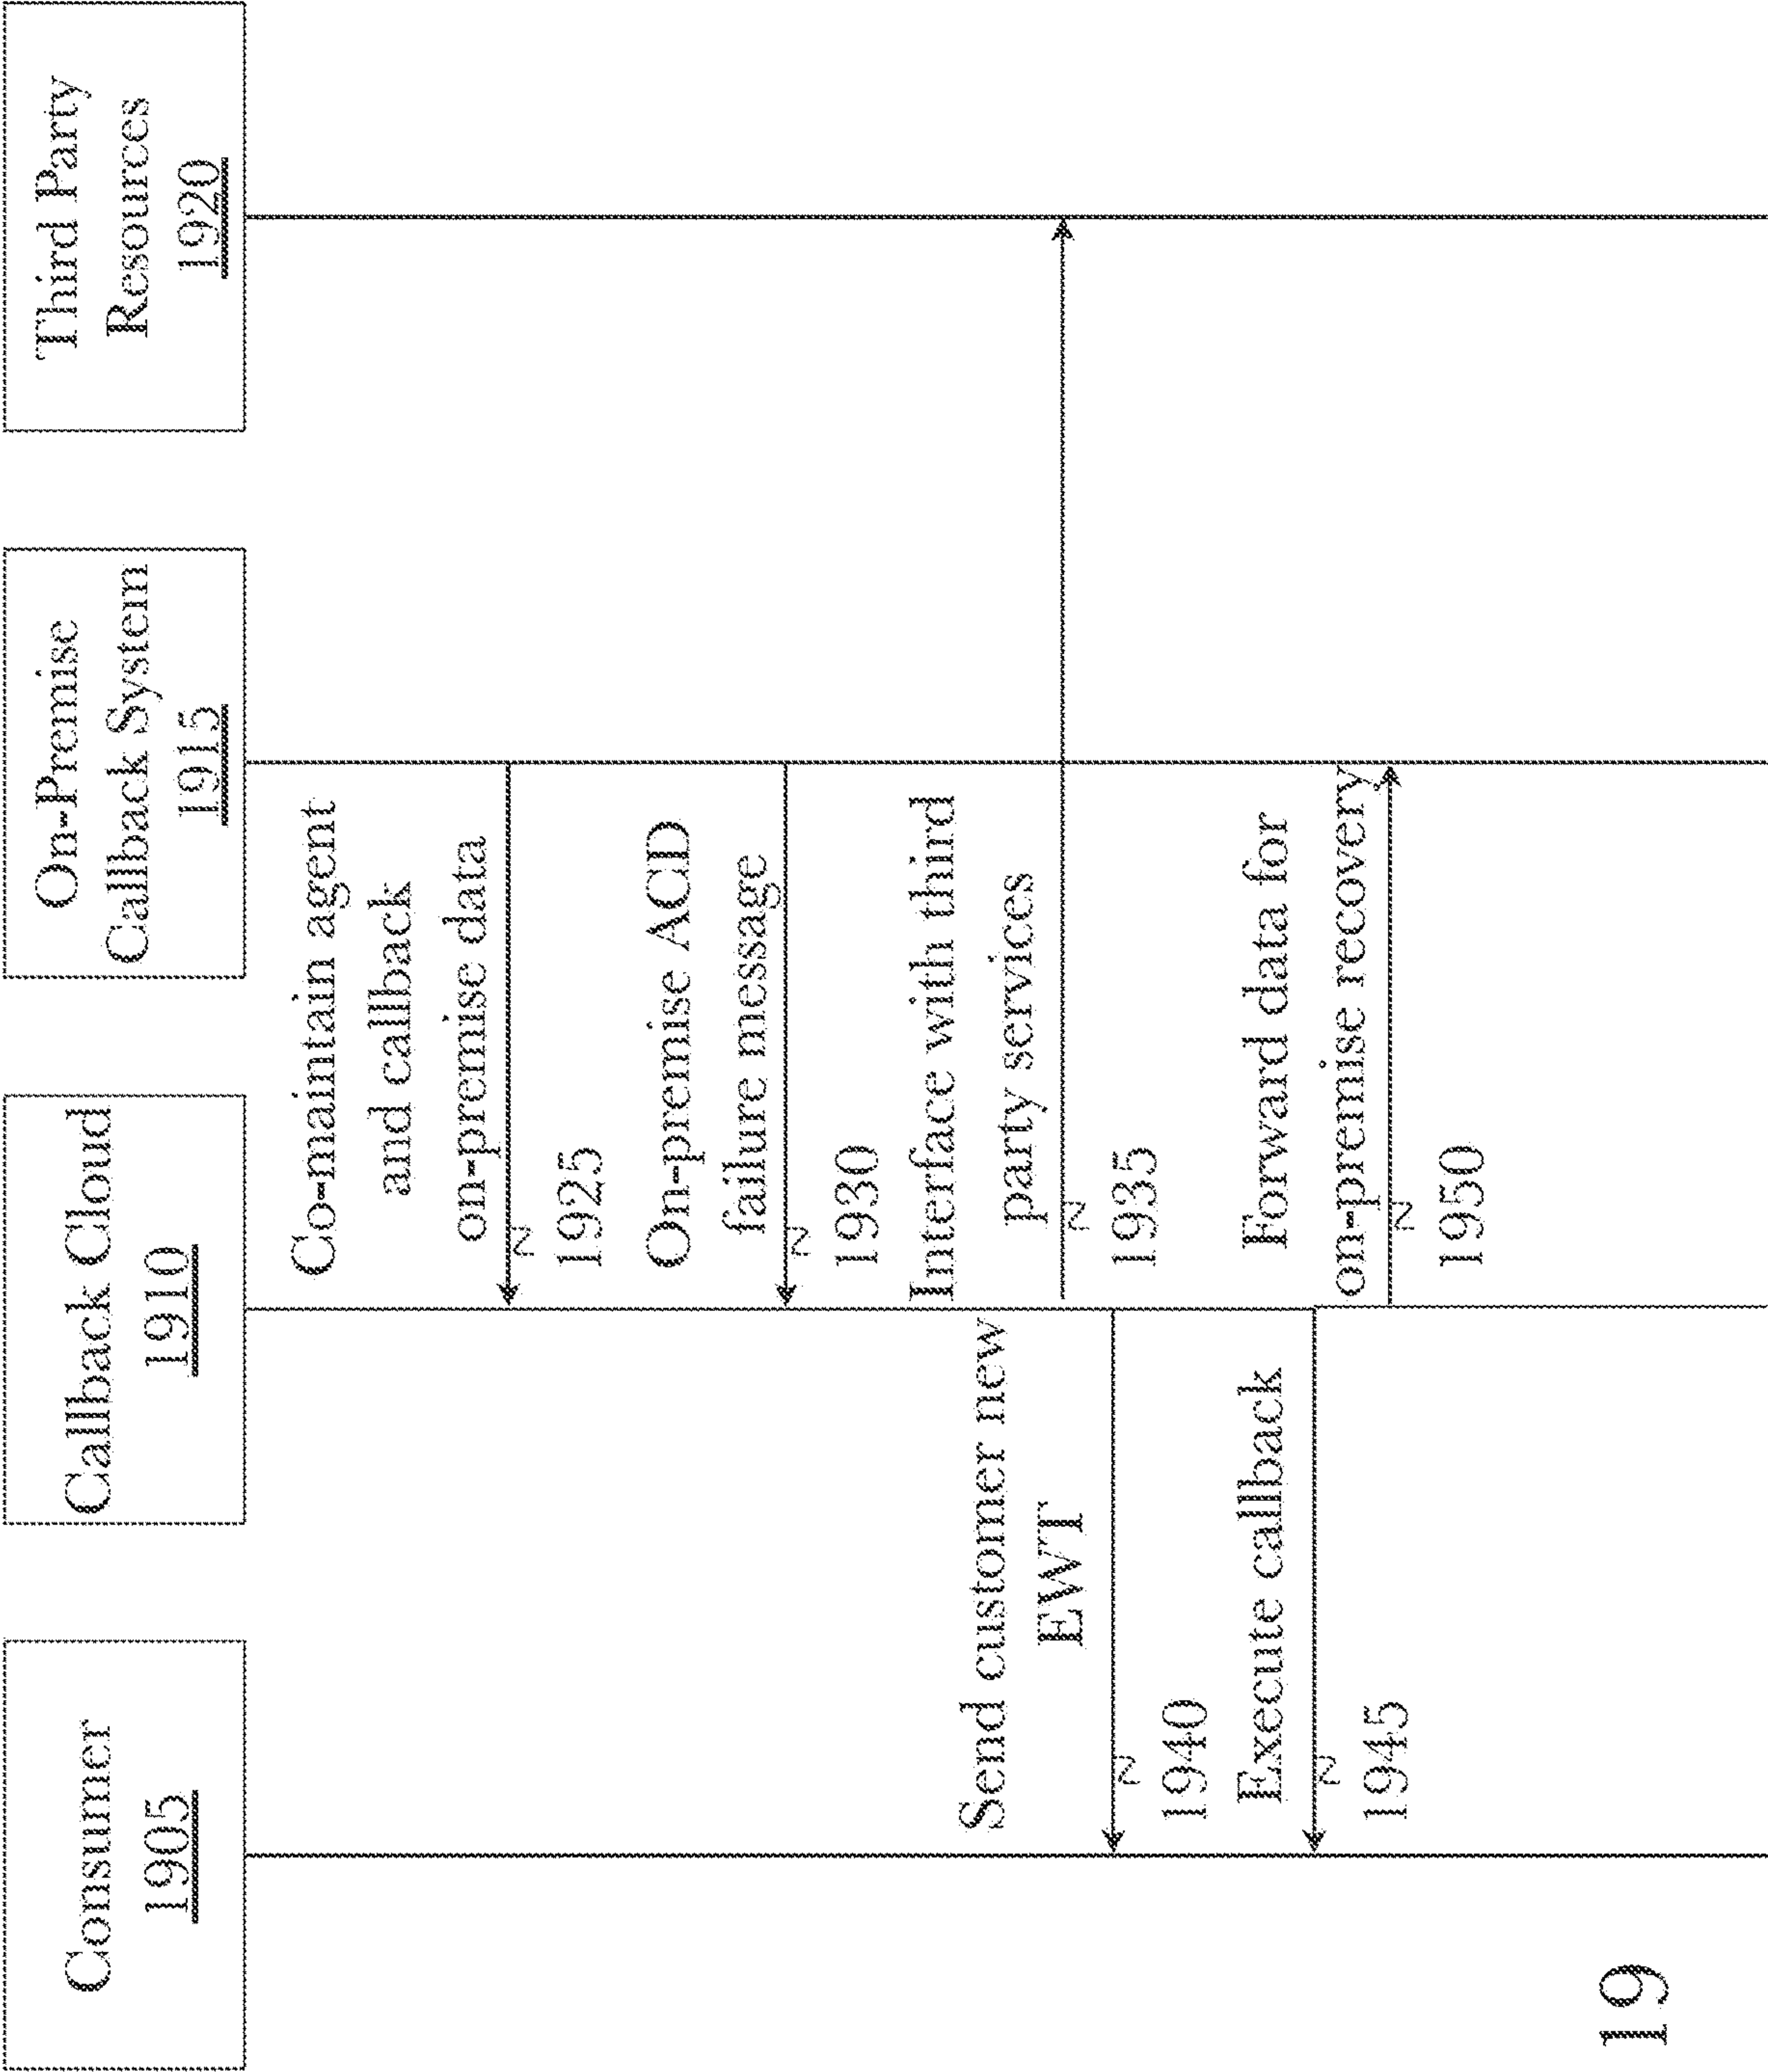 Consumer
1905
Callback Cloud
1910
On-Premise
Callback System
1915
Third Party
Resources
1920
Co-maintain agent
and callback
on-premise data
1925
On-premise ACD
failure message
1930
Interface with third
party services
1935
Send customer new
EWT
1940
Execute callback
1945
Forward data for
on-premise recovery
1950
19